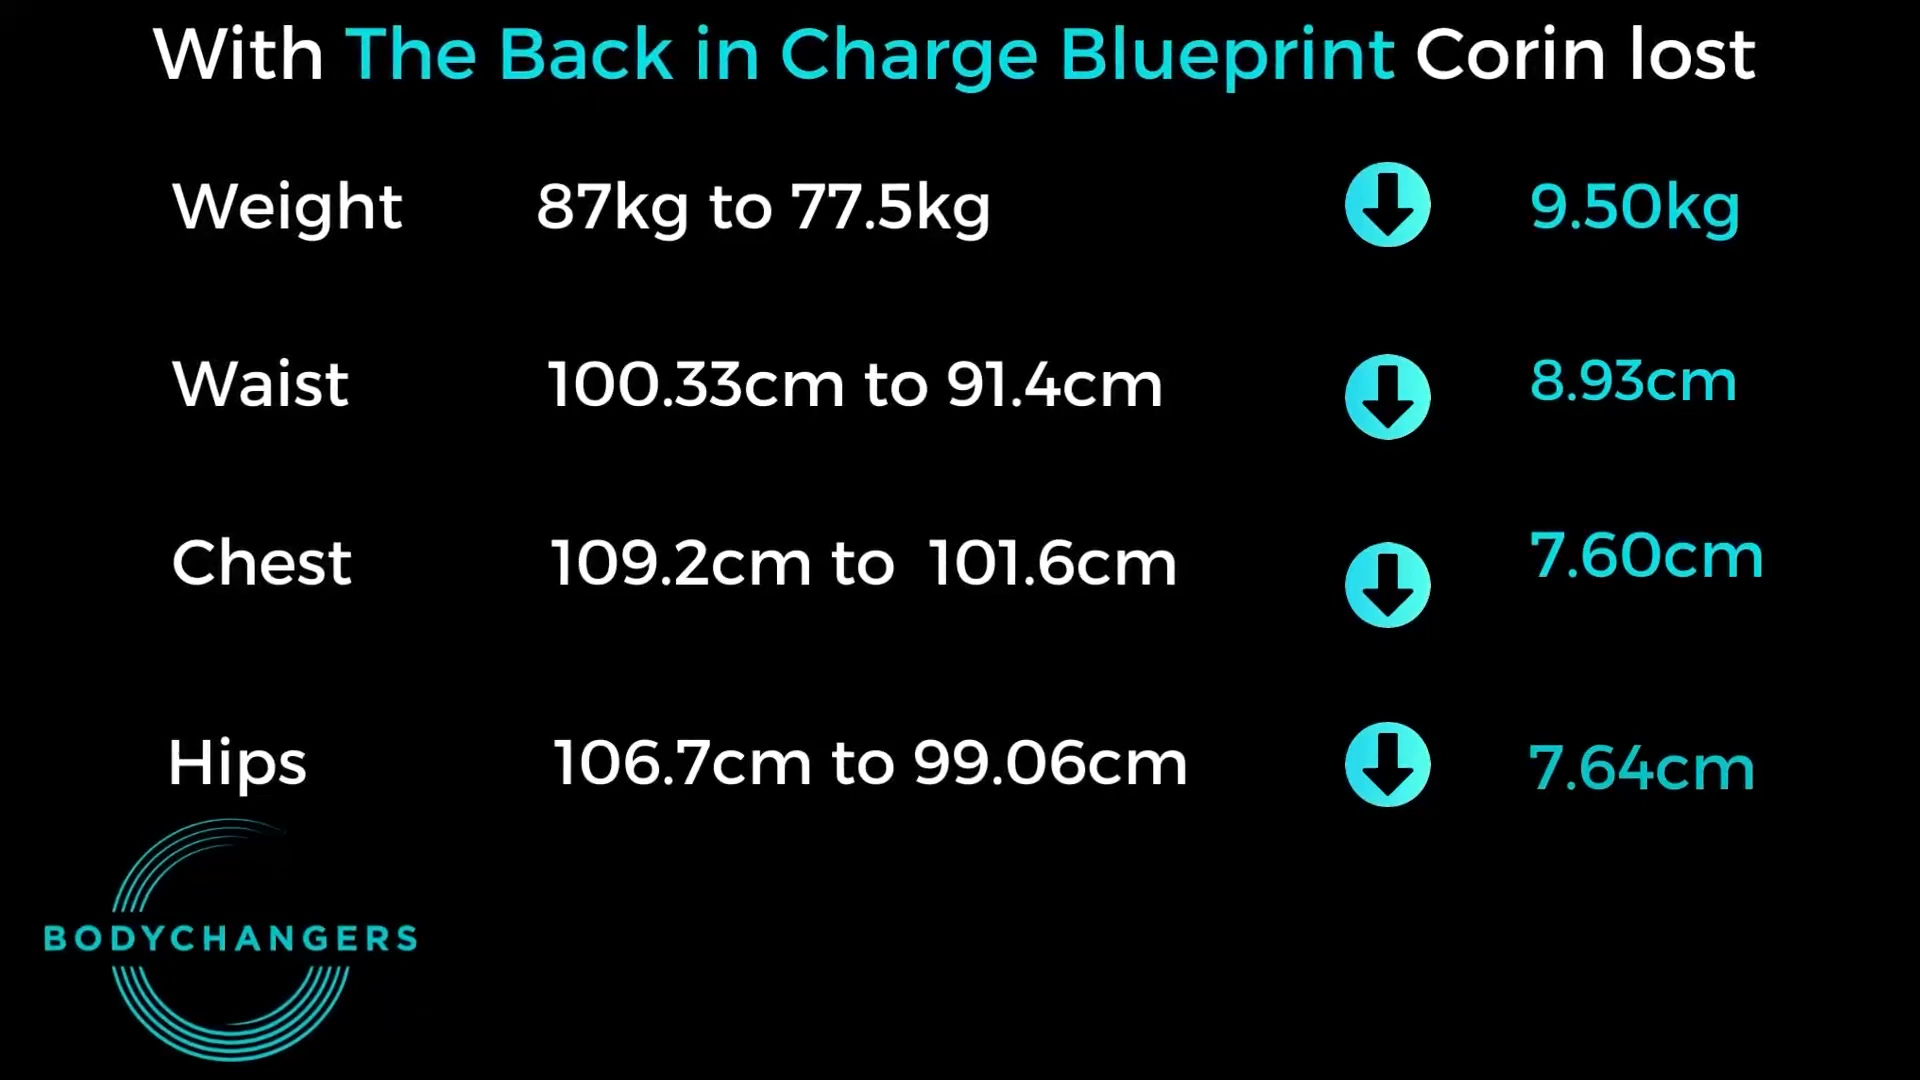 With The Back in Charge Blueprint Corin lost
Weight 87kg to 77.5kg 9.50kg
Waist 100.33cm to 91.4cm 8.93cm
Chest 109.2cm to 101.6cm 7.60cm
Hips 106.7cm to 99.06cm 7.64cm
BODYCHANGERS